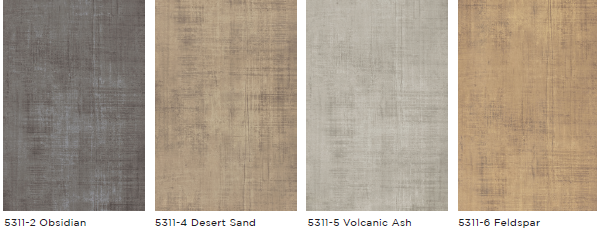 5311-2 Obsidian
5311-4 Desert Sand
5311-5 Volcanic Ash
5311-6 Feldspar